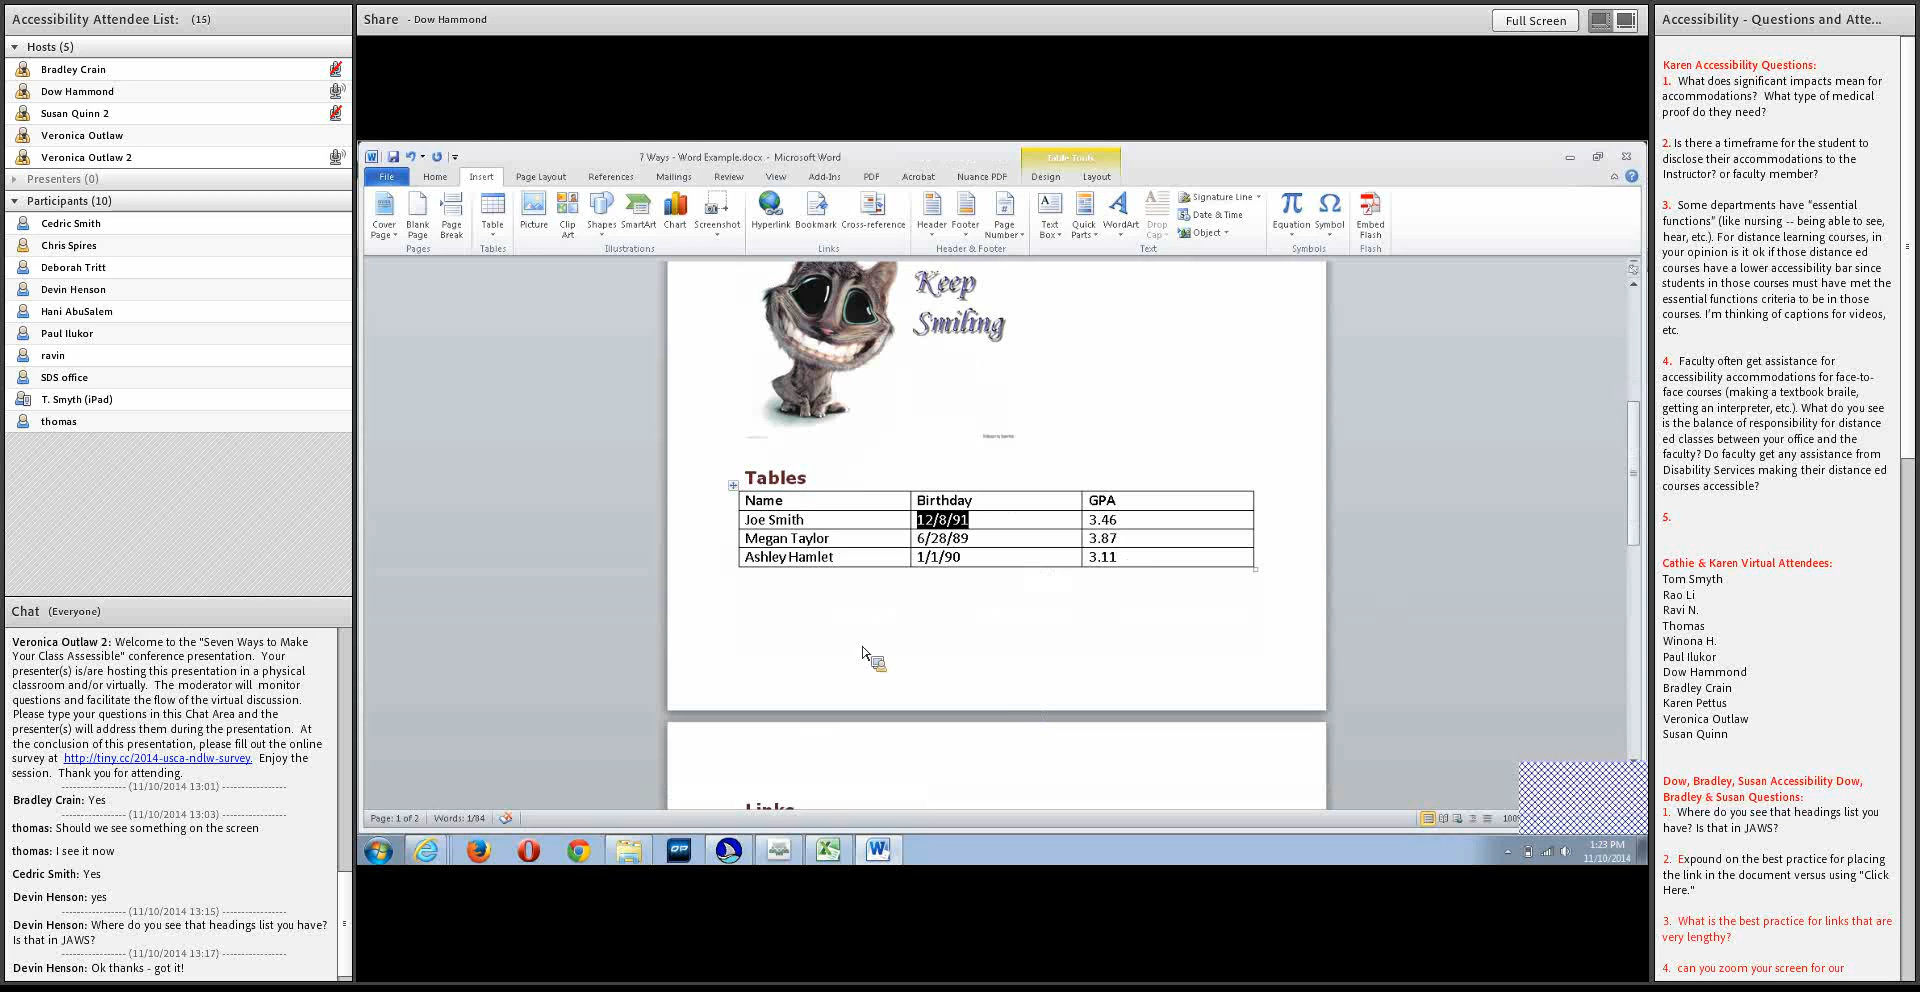 Accessibility Attendee List: (15)
Hosts (5)
Bradley Crain
Dow Hammond
Susan Quinn 2
Veronica Outlaw
Veronica Outlaw 2
Presenters (0)
Participants (10)
Cedric Smith
Chris Spires
Deborah Tritt
Devin Henson
Hani AbuSalem
Paul Ilukor
ravin
SDS office
T. Smyth (iPad)
thomas
Chat (Everyone)
Veronica Outlaw 2: Welcome to the "Seven Ways to Make
Your Class Assessible" conference presentation. Your
presenter(s) is/are hosting this presentation in a physical
classroom and/or virtually. The moderator will monitor
questions and facilitate the flow of the virtual discussion.
Please type your questions in this Chat Area and the
presenter(s) will address them during the presentation. At
the conclusion of this presentation, please fill out the online
survey at http://tiny.cc/2014-usca-ndlw-survey. Enjoy the
session. Thank you for attending.
----------------- (11/10/2014 13:01) -----------------
Bradley Crain: Yes
----------------- (11/10/2014 13:03) -----------------
thomas: Should we see something on the screen
thomas: I see it now
Cedric Smith: Yes
Devin Henson: yes
----------------- (11/10/2014 13:15) -----------------
Devin Henson: Where do you see that headings list you have?
Is that in JAWS?
----------------- (11/10/2014 13:17) -----------------
Devin Henson: Ok thanks - got it!
Share - Dow Hammond
Full Screen
7 Ways - Word Example.docx - Microsoft Word
Table Tools
File Home Insert Page Layout References Mailings Review View Add-Ins PDF Acrobat Nuance PDF Design Layout
Cover Page
Blank Page
Page Break
Table
Picture
Clip Art
Shapes
SmartArt
Chart
Screenshot
Hyperlink
Bookmark
Cross-reference
Header
Footer
Page Number
Text Box
Quick Parts
WordArt
Drop Cap
Signature Line
Date & Time
Object
Equation
Symbol
Embed Flash
Pages Tables Illustrations Links Header & Footer Text Symbols Flash
Keep
Smiling
Tables
Name Birthday GPA
Joe Smith 12/8/91 3.46
Megan Taylor 6/28/89 3.87
Ashley Hamlet 1/1/90 3.11
Links
Page: 1 of 2 Words: 1/84
100
1:23 PM
11/10/2014
Accessibility - Questions and Atte...
Karen Accessibility Questions:
1. What does significant impacts mean for
accommodations? What type of medical
proof do they need?
2. Is there a timeframe for the student to
disclose their accommodations to the
Instructor? or faculty member?
3. Some departments have "essential
functions" (like nursing -- being able to see,
hear, etc.). For distance learning courses, in
your opinion is it ok if those distance ed
courses have a lower accessibility bar since
students in those courses must have met the
essential functions criteria to be in those
courses. I'm thinking of captions for videos,
etc.
4. Faculty often get assistance for
accessibility accommodations for face-to-
face courses (making a textbook braile,
getting an interpreter, etc.). What do you see
is the balance of responsibility for distance
ed classes between your office and the
faculty? Do faculty get any assistance from
Disability Services making their distance ed
courses accessible?
5.
Cathie & Karen Virtual Attendees:
Tom Smyth
Rao Li
Ravi N.
Thomas
Winona H.
Paul Ilukor
Dow Hammond
Bradley Crain
Karen Pettus
Veronica Outlaw
Susan Quinn
Dow, Bradley, Susan Accessibility Dow,
Bradley & Susan Questions:
1. Where do you see that headings list you
have? Is that in JAWS?
2. Expound on the best practice for placing
the link in the document versus using "Click
Here."
3. What is the best practice for links that are
very lengthy?
4. can you zoom your screen for our